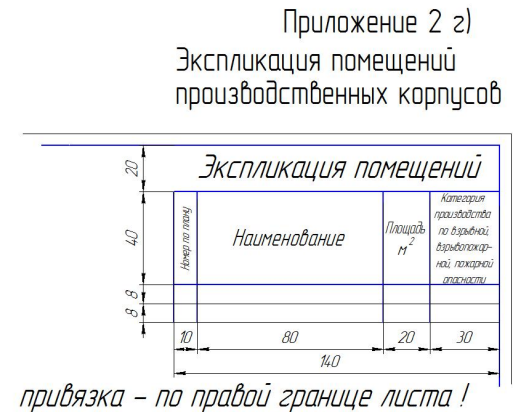 Приложение 2 г)
Экспликация помещений
производственных корпусов
20
Экспликация помещений
40
Номер по плану
Наименование
Площадь
м²
Категория
производства
по взрывной,
взрывопожар-
ной, пожарной
опасности
8
8
10
80
20
30
140
привязка – по правой границе листа !